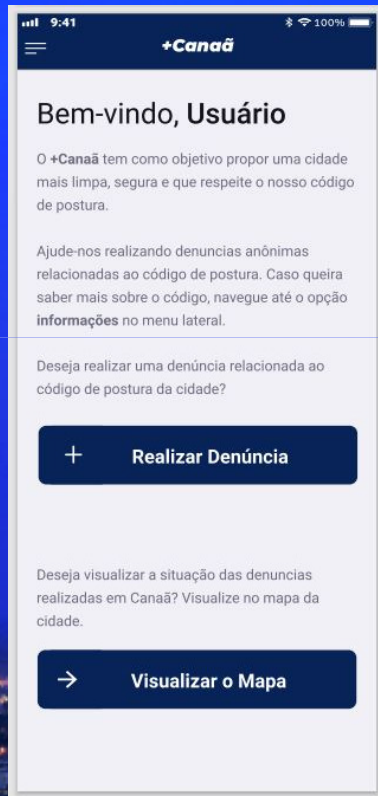 9:41
100%
+Canaã
Bem-vindo, Usuário
O +Canaã tem como objetivo propor uma cidade
mais limpa, segura e que respeite o nosso código
de postura.
Ajude-nos realizando denuncias anônimas
relacionadas ao código de postura. Caso queira
saber mais sobre o código, navegue até o opção
informações no menu lateral.
Deseja realizar uma denúncia relacionada ao
código de postura da cidade?
+ Realizar Denúncia
Deseja visualizar a situação das denuncias
realizadas em Canaã? Visualize no mapa da
cidade.
→ Visualizar o Mapa